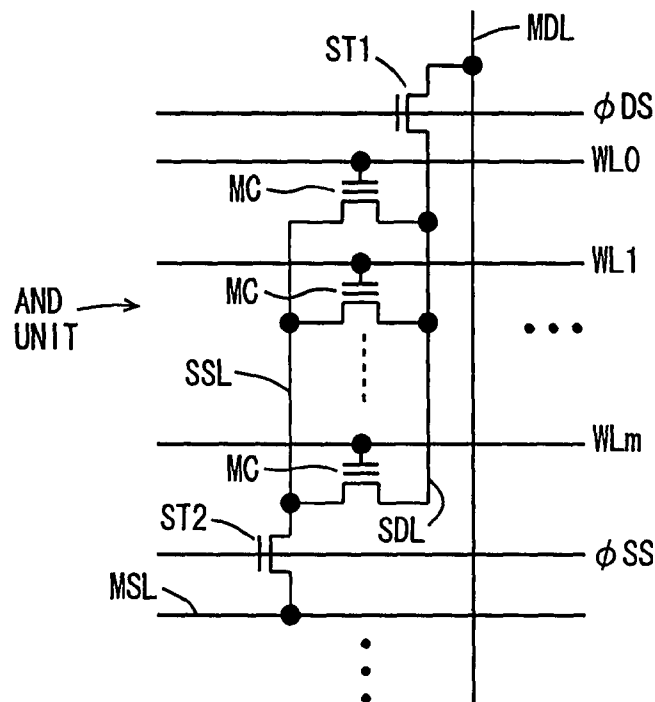 MDL
ST1
φDS
WL0
MC
WL1
MC
AND
UNIT
SSL
WLm
MC
SDL
ST2
φSS
MSL